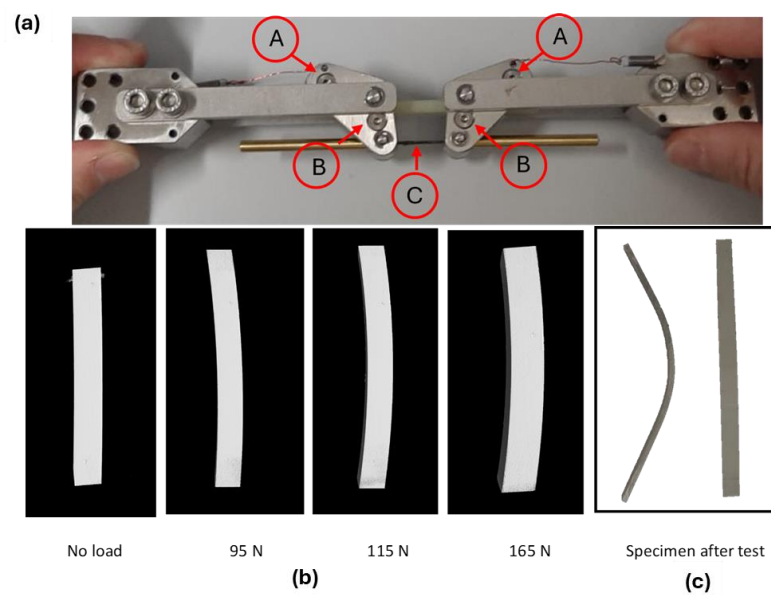 (a)
A
A
B
B
C
No load
95 N
115 N
165 N
Specimen after test
(b)
(c)